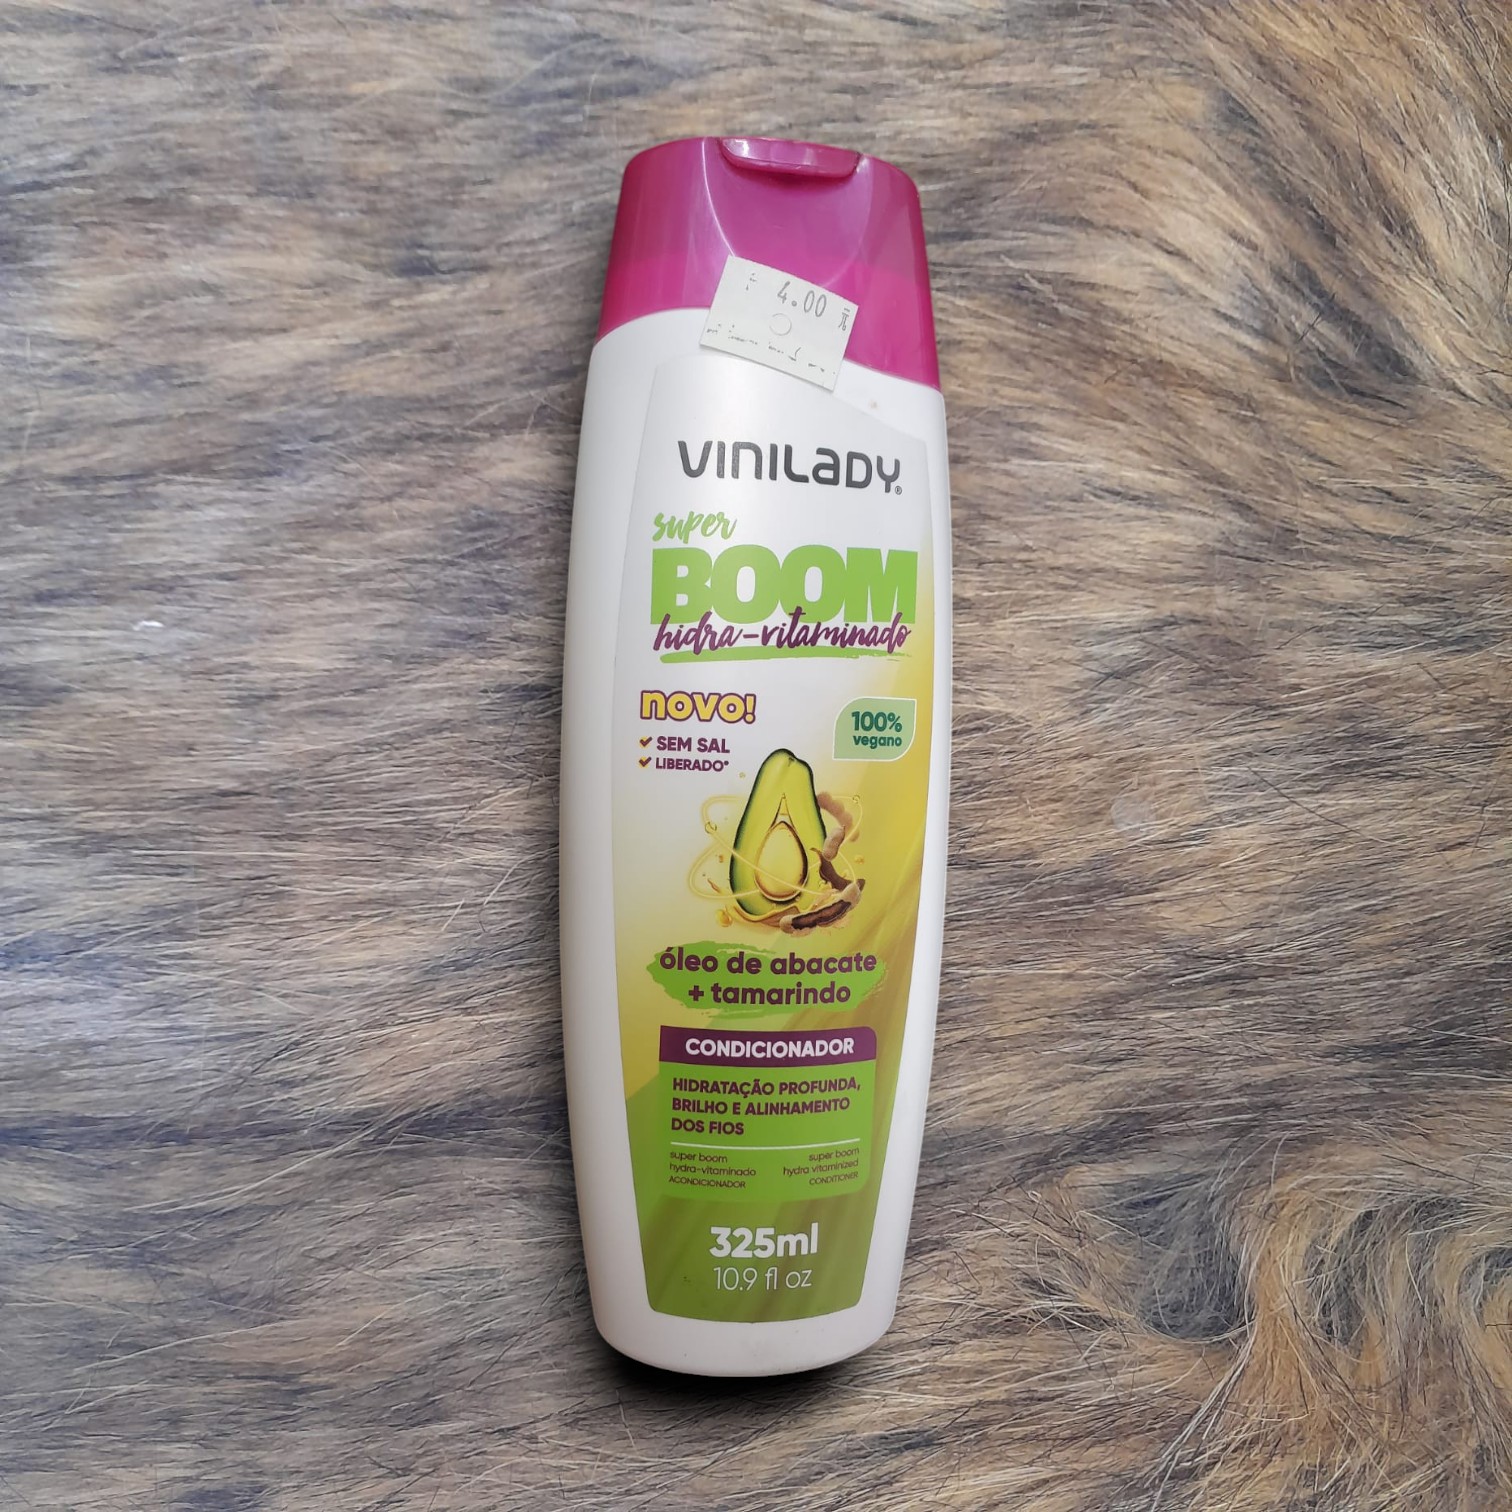 4.00
VINILADY®
super
BOOM
hidra-vitaminado
novo!
SEM SAL
LIBERADO*
100%
vegano
óleo de abacate
+ tamarindo
CONDICIONADOR
HIDRATAÇÃO PROFUNDA,
BRILHO E ALINHAMENTO
DOS FIOS
super boom
hydra-vitaminado
ACONDICIONADOR
super boom
hydra vitaminized
CONDITIONER
325ml
10.9 fl oz